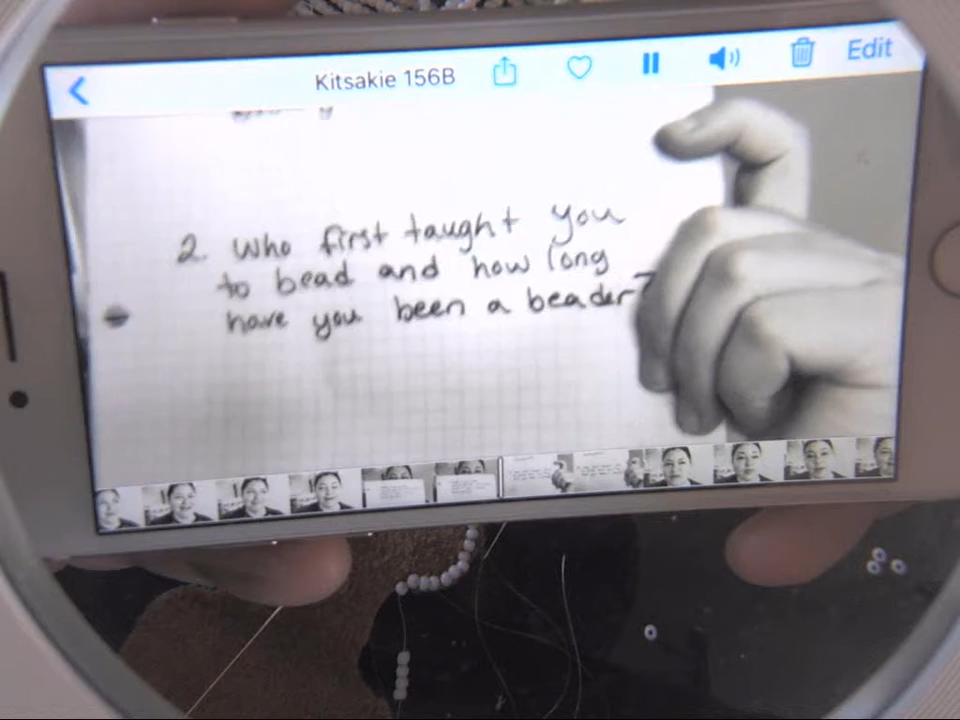 Kitsakie 156B
Edit
2. Who first taught you
to bead and how long
have you been a beader?